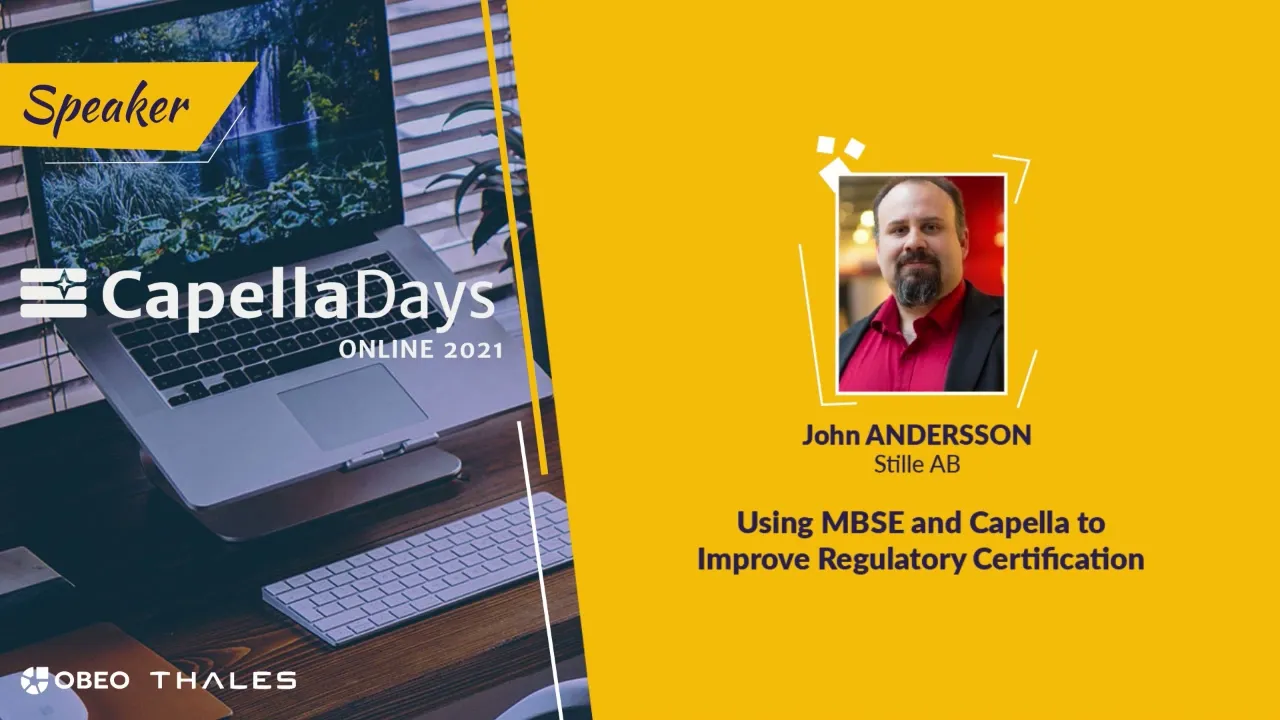 Speaker
CapellaDays
ONLINE 2021
OBEO THALES
John ANDERSSON
Stille AB
Using MBSE and Capella to
Improve Regulatory Certification